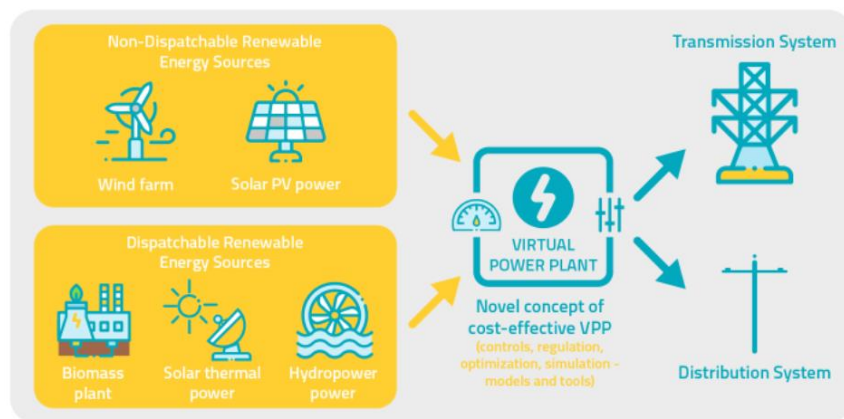 Non-Dispatchable Renewable
Energy Sources
Wind farm
Solar PV power
Dispatchable Renewable
Energy Sources
Biomass
plant
Solar thermal
power
Hydropower
power
VIRTUAL
POWER PLANT
Novel concept of
cost-effective VPP
(controls, regulation,
optimization, simulation -
models and tools)
Transmission System
Distribution System